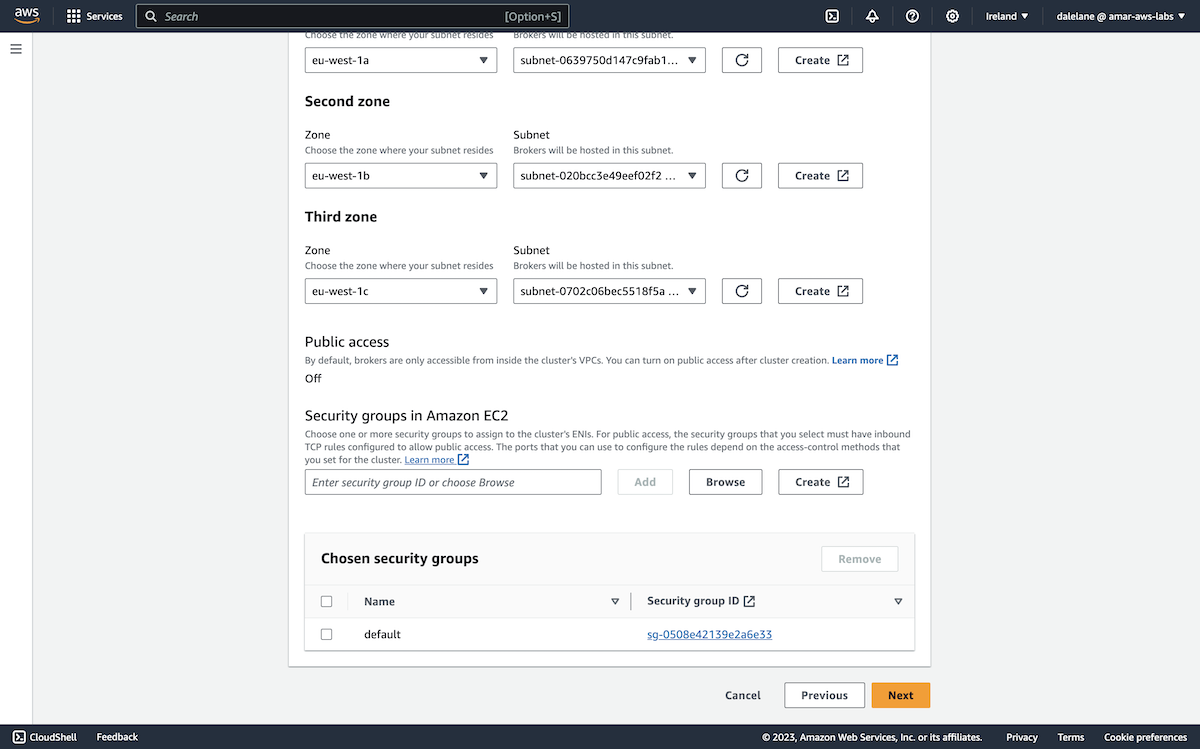 aws
Services
Search
[Option+S]
Ireland
dalelane @ amar-aws-labs
Choose the zone where your subnet resides
Brokers will be hosted in this subnet.
eu-west-1a
subnet-0639750d147c9fab1...
Create
Second zone
Zone
Subnet
Choose the zone where your subnet resides
Brokers will be hosted in this subnet.
eu-west-1b
subnet-020bcc3e49eef02f2 ...
Create
Third zone
Zone
Subnet
Choose the zone where your subnet resides
Brokers will be hosted in this subnet.
eu-west-1c
subnet-0702c06bec5518f5a ...
Create
Public access
By default, brokers are only accessible from inside the cluster's VPCs. You can turn on public access after cluster creation. Learn more
Off
Security groups in Amazon EC2
Choose one or more security groups to assign to the cluster's ENIs. For public access, the security groups that you select must have inbound
TCP rules configured to allow public access. The ports that you can use to configure the rules depend on the access-control methods that
you set for the cluster. Learn more
Enter security group ID or choose Browse
Add
Browse
Create
Chosen security groups
Remove
Name
Security group ID
default
sg-0508e42139e2a6e33
Cancel
Previous
Next
CloudShell
Feedback
© 2023, Amazon Web Services, Inc. or its affiliates.
Privacy
Terms
Cookie preferences